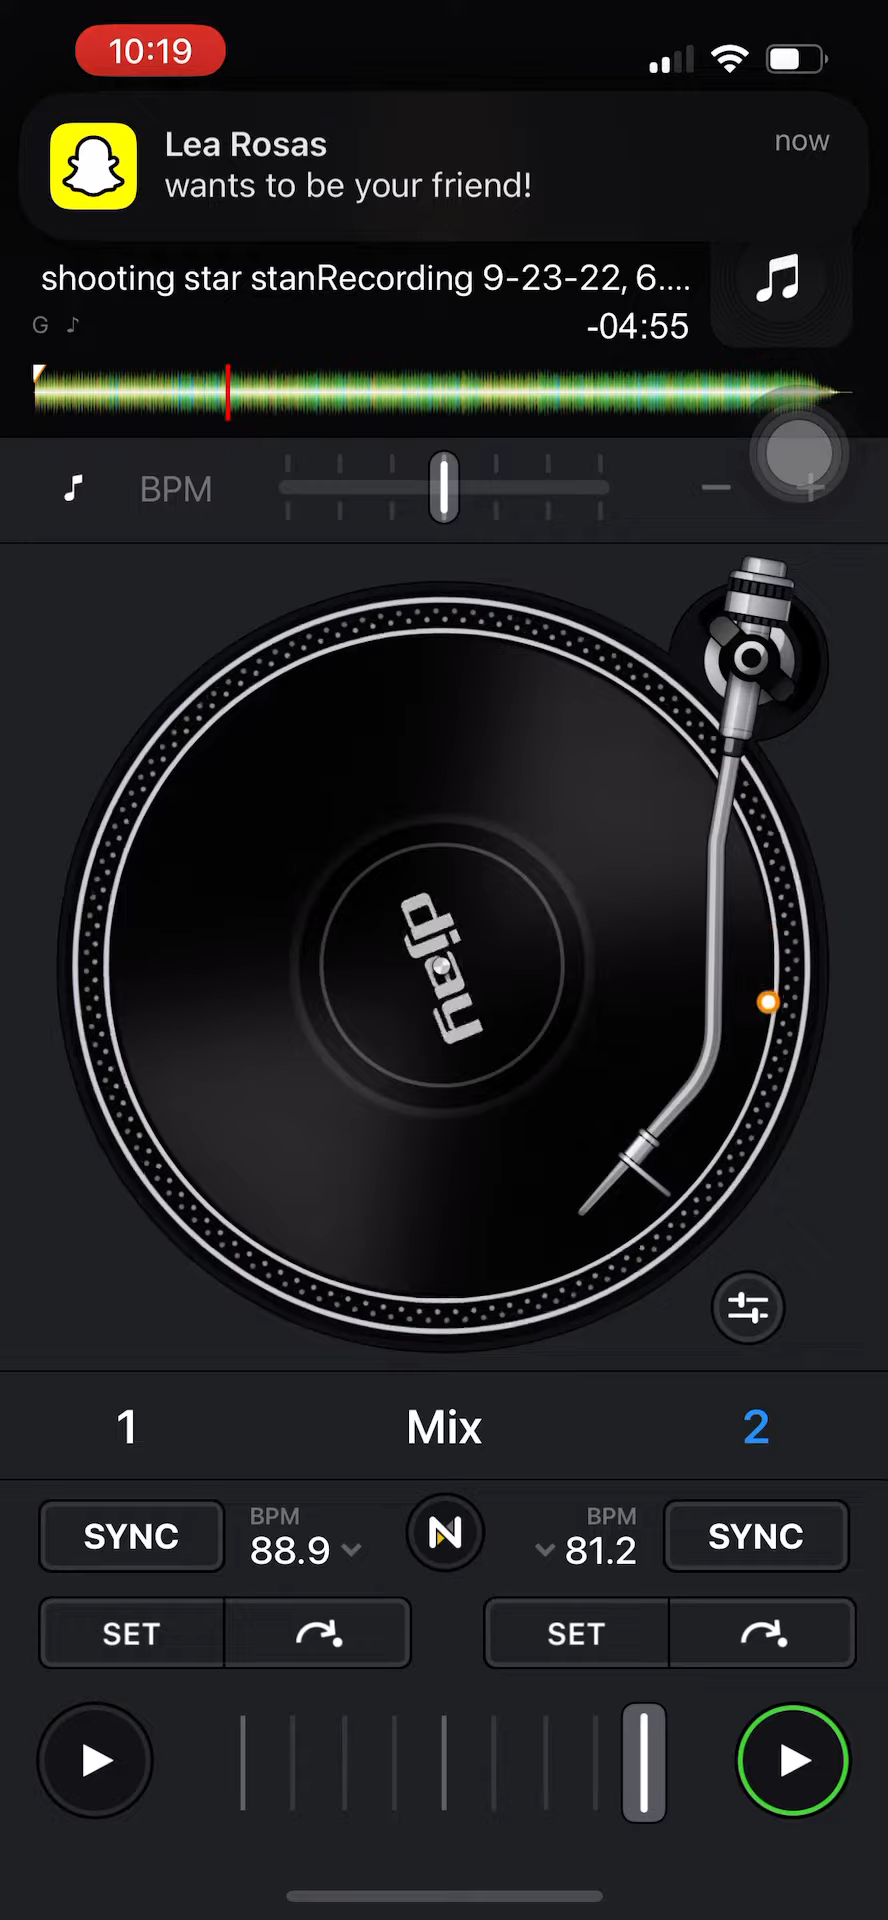 10:19
Lea Rosas
now
wants to be your friend!
shooting star stanRecording 9-23-22, 6....
G
-04:55
BPM
djay
1 Mix 2
SYNC BPM 88.9 BPM 81.2 SYNC
SET SET